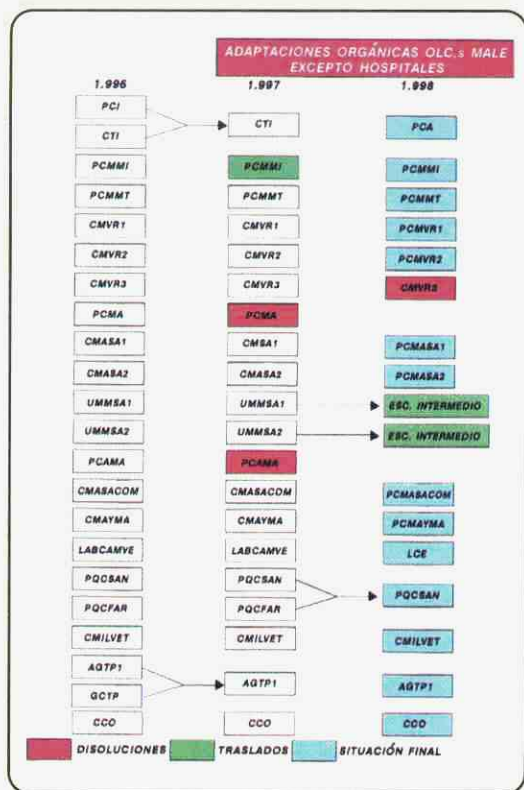 ADAPTACIONES ORGÁNICAS OLC,s MALE
EXCEPTO HOSPITALES
1.996 1.997 1.998
PCI
CTI CTI PCA
PCMMI PCMMI PCMMI
PCMMT PCMMT PCMMT
CMVR1 CMVR1 PCMVR1
CMVR2 CMVR2 PCMVR2
CMVR3 CMVR3 CMVR3
PCMA PCMA
CMASA1 CMSA1 PCMASA1
CMASA2 CMASA2 PCMASA2
UMMSA1 UMMSA1 ESC. INTERMEDIO
UMMSA2 UMMSA2 ESC. INTERMEDIO
PCAMA PCAMA
CMASACOM CMASACOM PCMASACOM
CMAYMA CMAYMA PCMAYMA
LABCAMVE LABCAMVE LCE
PQCSAN PQCSAN PQCSAN
PQCFAR PQCFAR
CMILVET CMILVET CMILVET
AGTP1 AGTP1 AGTP1
GCTP
CCO CCO CCO
DISOLUCIONES TRASLADOS SITUACIÓN FINAL